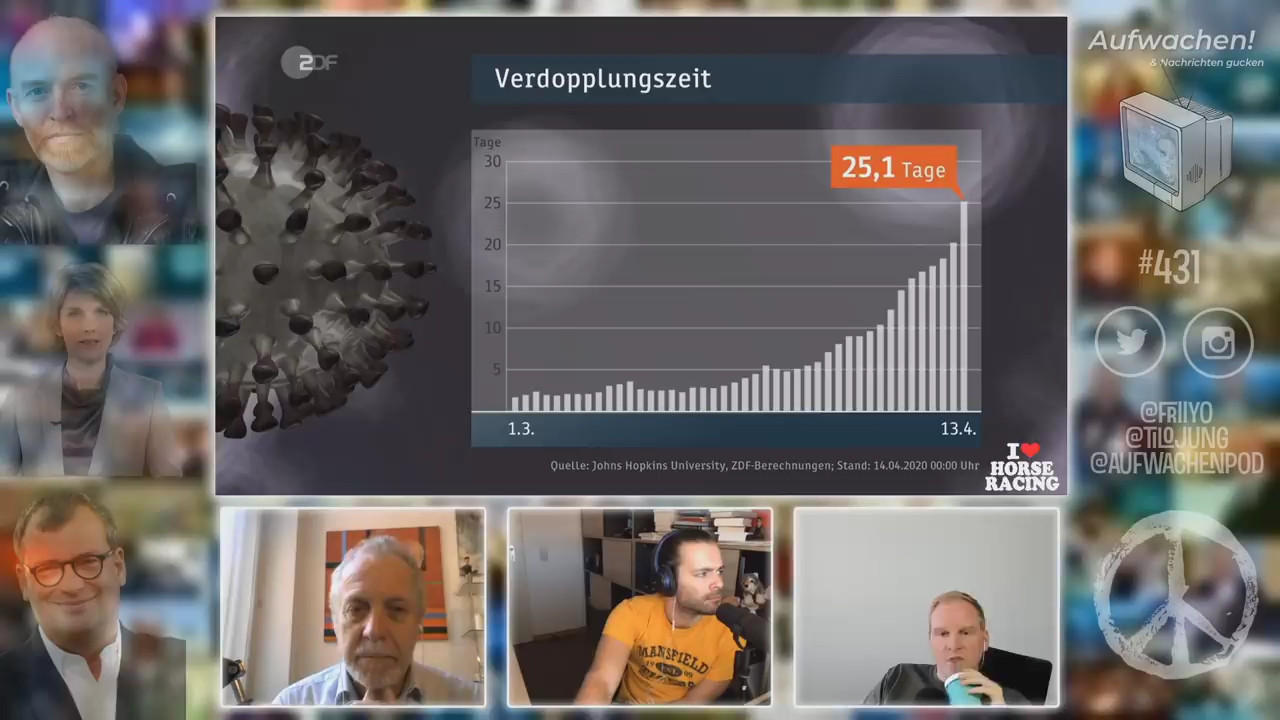 ZDF
Verdopplungszeit
Tage
30
25
20
15
10
5
25,1 Tage
1.3.
13.4.
Quelle: Johns Hopkins University, ZDF-Berechnungen; Stand: 14.04.2020 00:00 Uhr
I
HORSE
RACING
Aufwachen!
& Nachrichten gucken
#431
@FRIIYO
@TILOJUNG
@AUFWACHENPOD
MANSFIELD